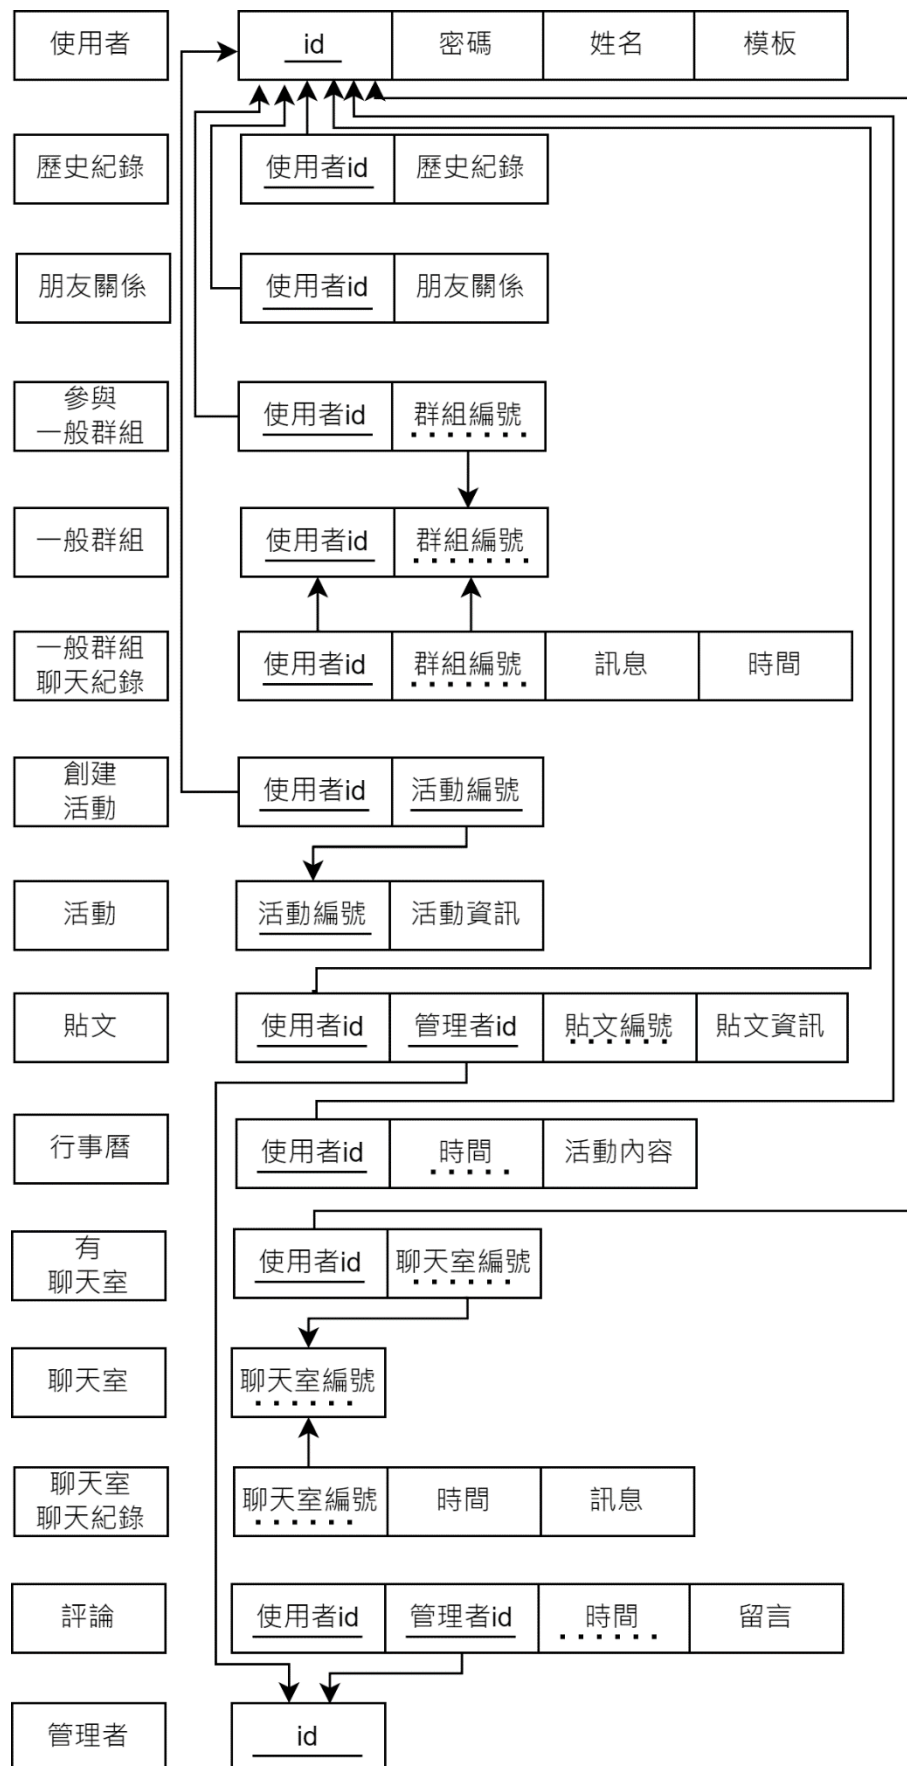 使用者
id
密碼
姓名
模板
歷史紀錄
使用者id
歷史紀錄
朋友關係
使用者id
朋友關係
參與
一般群組
使用者id
群組編號
一般群組
使用者id
群組編號
一般群組
聊天紀錄
使用者id
群組編號
訊息
時間
創建
活動
使用者id
活動編號
活動
活動編號
活動資訊
貼文
使用者id
管理者id
貼文編號
貼文資訊
行事曆
使用者id
時間
活動內容
有
聊天室
使用者id
聊天室編號
聊天室
聊天室編號
聊天室
聊天紀錄
聊天室編號
時間
訊息
評論
使用者id
管理者id
時間
留言
管理者
id